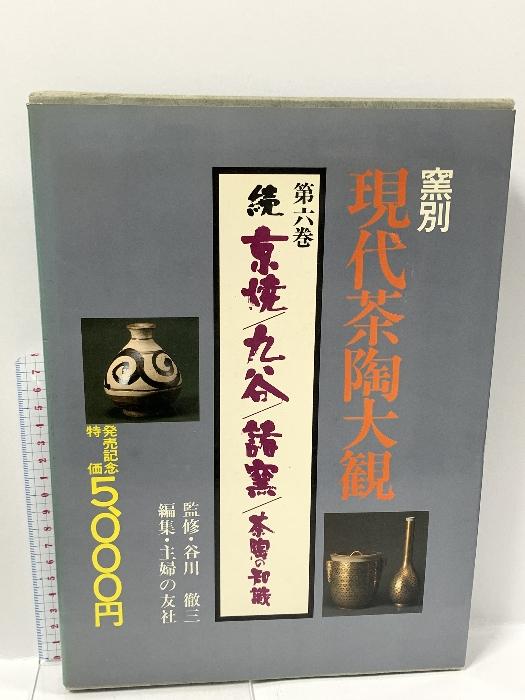 窯別
現代茶陶大観
第六巻
続 京焼/九谷/諸窯/茶陶の知識
監修・谷川 徹三
編集・主婦の友社
発売記念
特価
5,000円